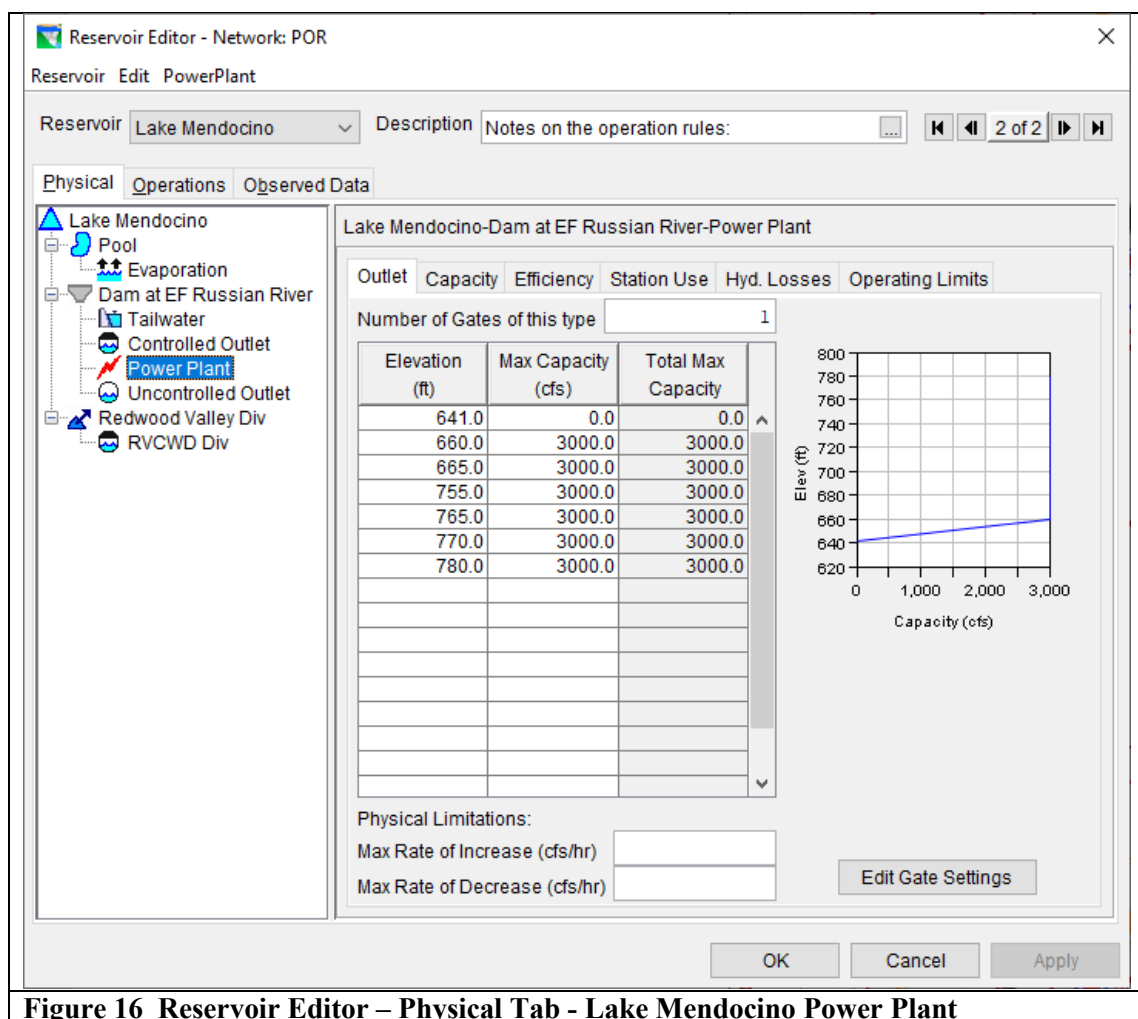 Reservoir Editor - Network: POR
Reservoir Edit PowerPlant
Reservoir Lake Mendocino Description Notes on the operation rules: ... 2 of 2
Physical Operations Observed Data
Lake Mendocino
Pool
Evaporation
Dam at EF Russian River
Tailwater
Controlled Outlet
Power Plant
Uncontrolled Outlet
Redwood Valley Div
RVCWD Div
Lake Mendocino-Dam at EF Russian River-Power Plant
Outlet Capacity Efficiency Station Use Hyd. Losses Operating Limits
Number of Gates of this type 1
Elevation (ft) Max Capacity (cfs) Total Max Capacity
641.0 0.0 0.0
660.0 3000.0 3000.0
665.0 3000.0 3000.0
755.0 3000.0 3000.0
765.0 3000.0 3000.0
770.0 3000.0 3000.0
780.0 3000.0 3000.0
Elev (ft)
800
780
760
740
720
700
680
660
640
620
0 1,000 2,000 3,000
Capacity (cfs)
Physical Limitations:
Max Rate of Increase (cfs/hr)
Max Rate of Decrease (cfs/hr)
Edit Gate Settings
OK Cancel Apply
Figure 16 Reservoir Editor – Physical Tab - Lake Mendocino Power Plant